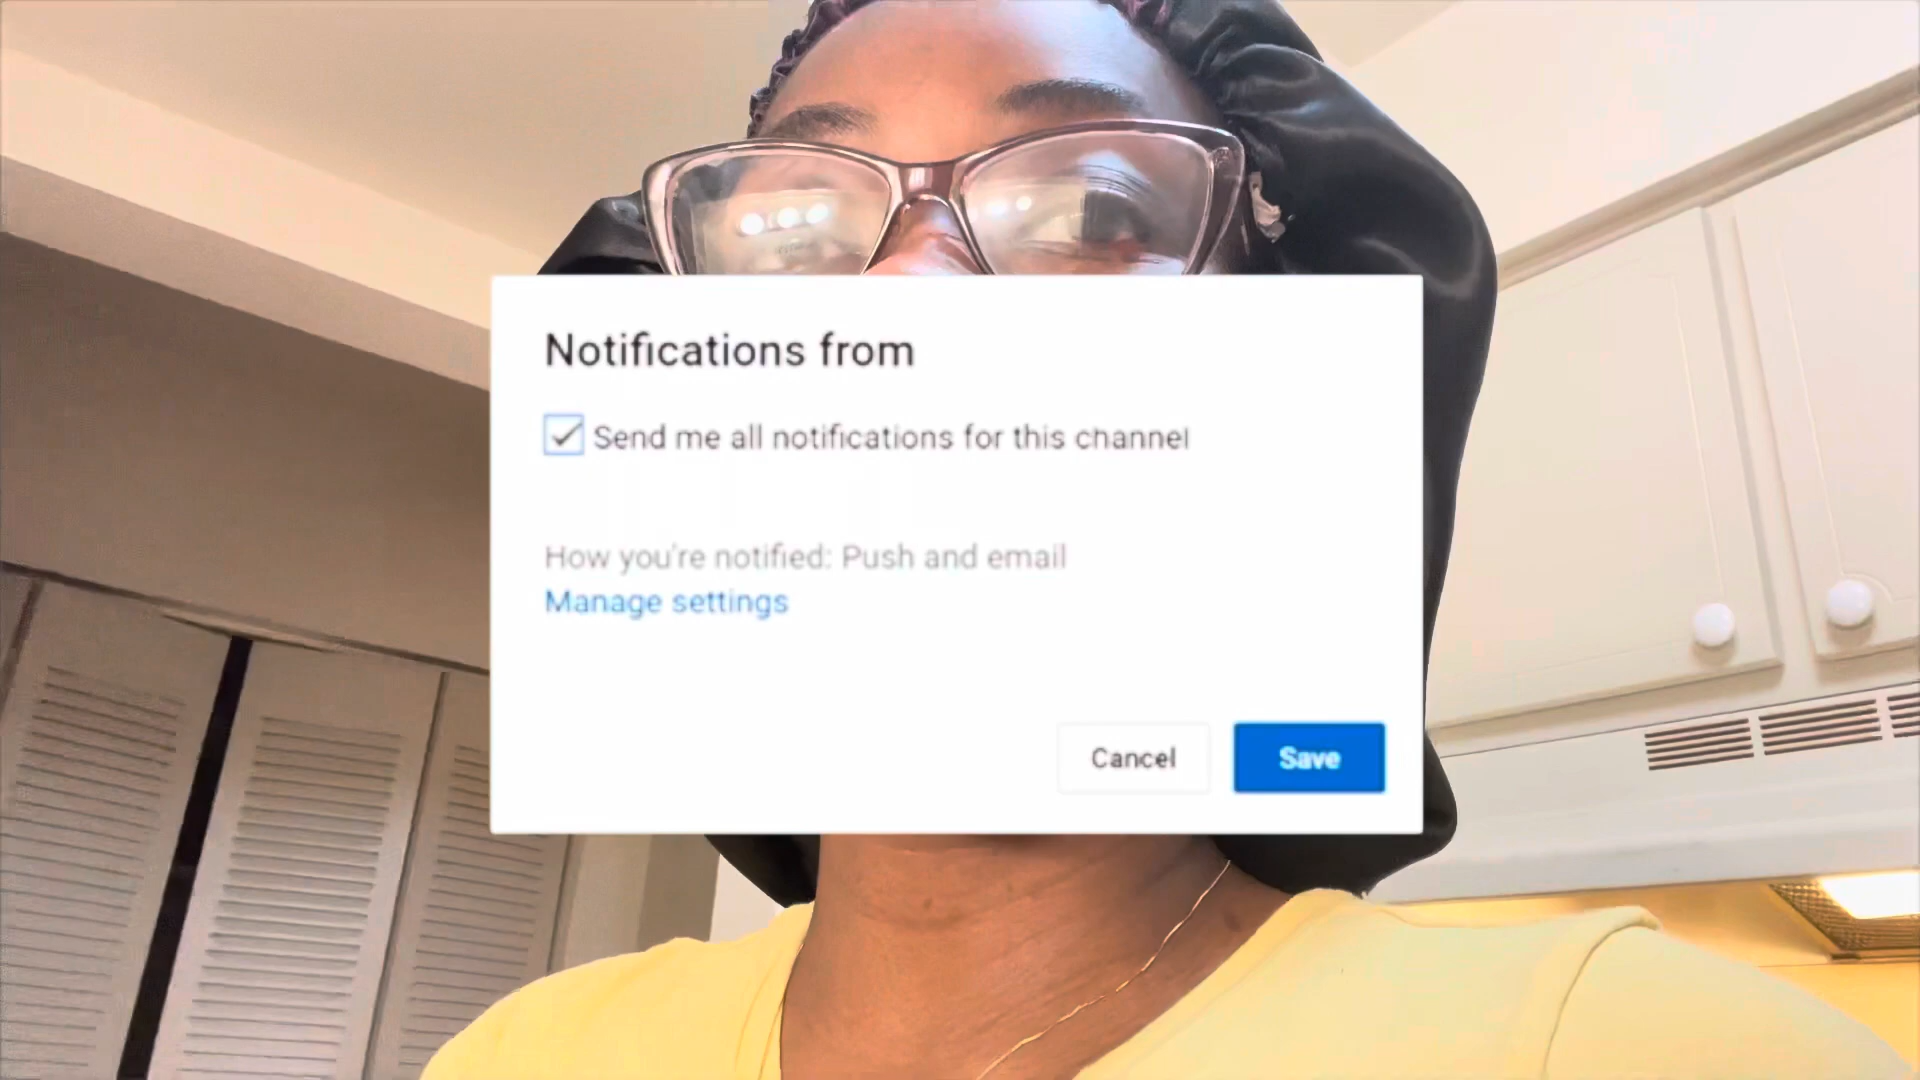 Notifications from
Send me all notifications for this channel
How you're notified: Push and email
Manage settings
Cancel
Save